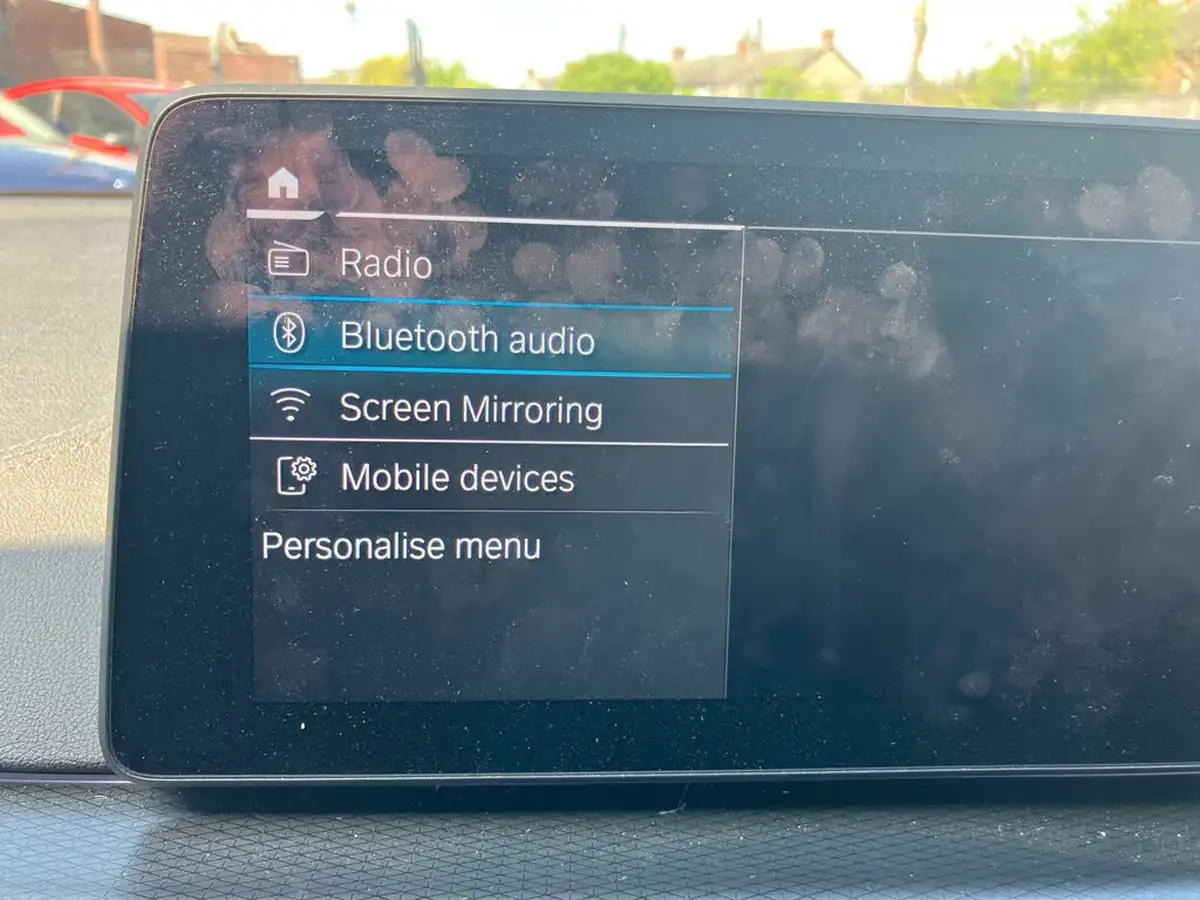 Radio
Bluetooth audio
Screen Mirroring
Mobile devices
Personalise menu